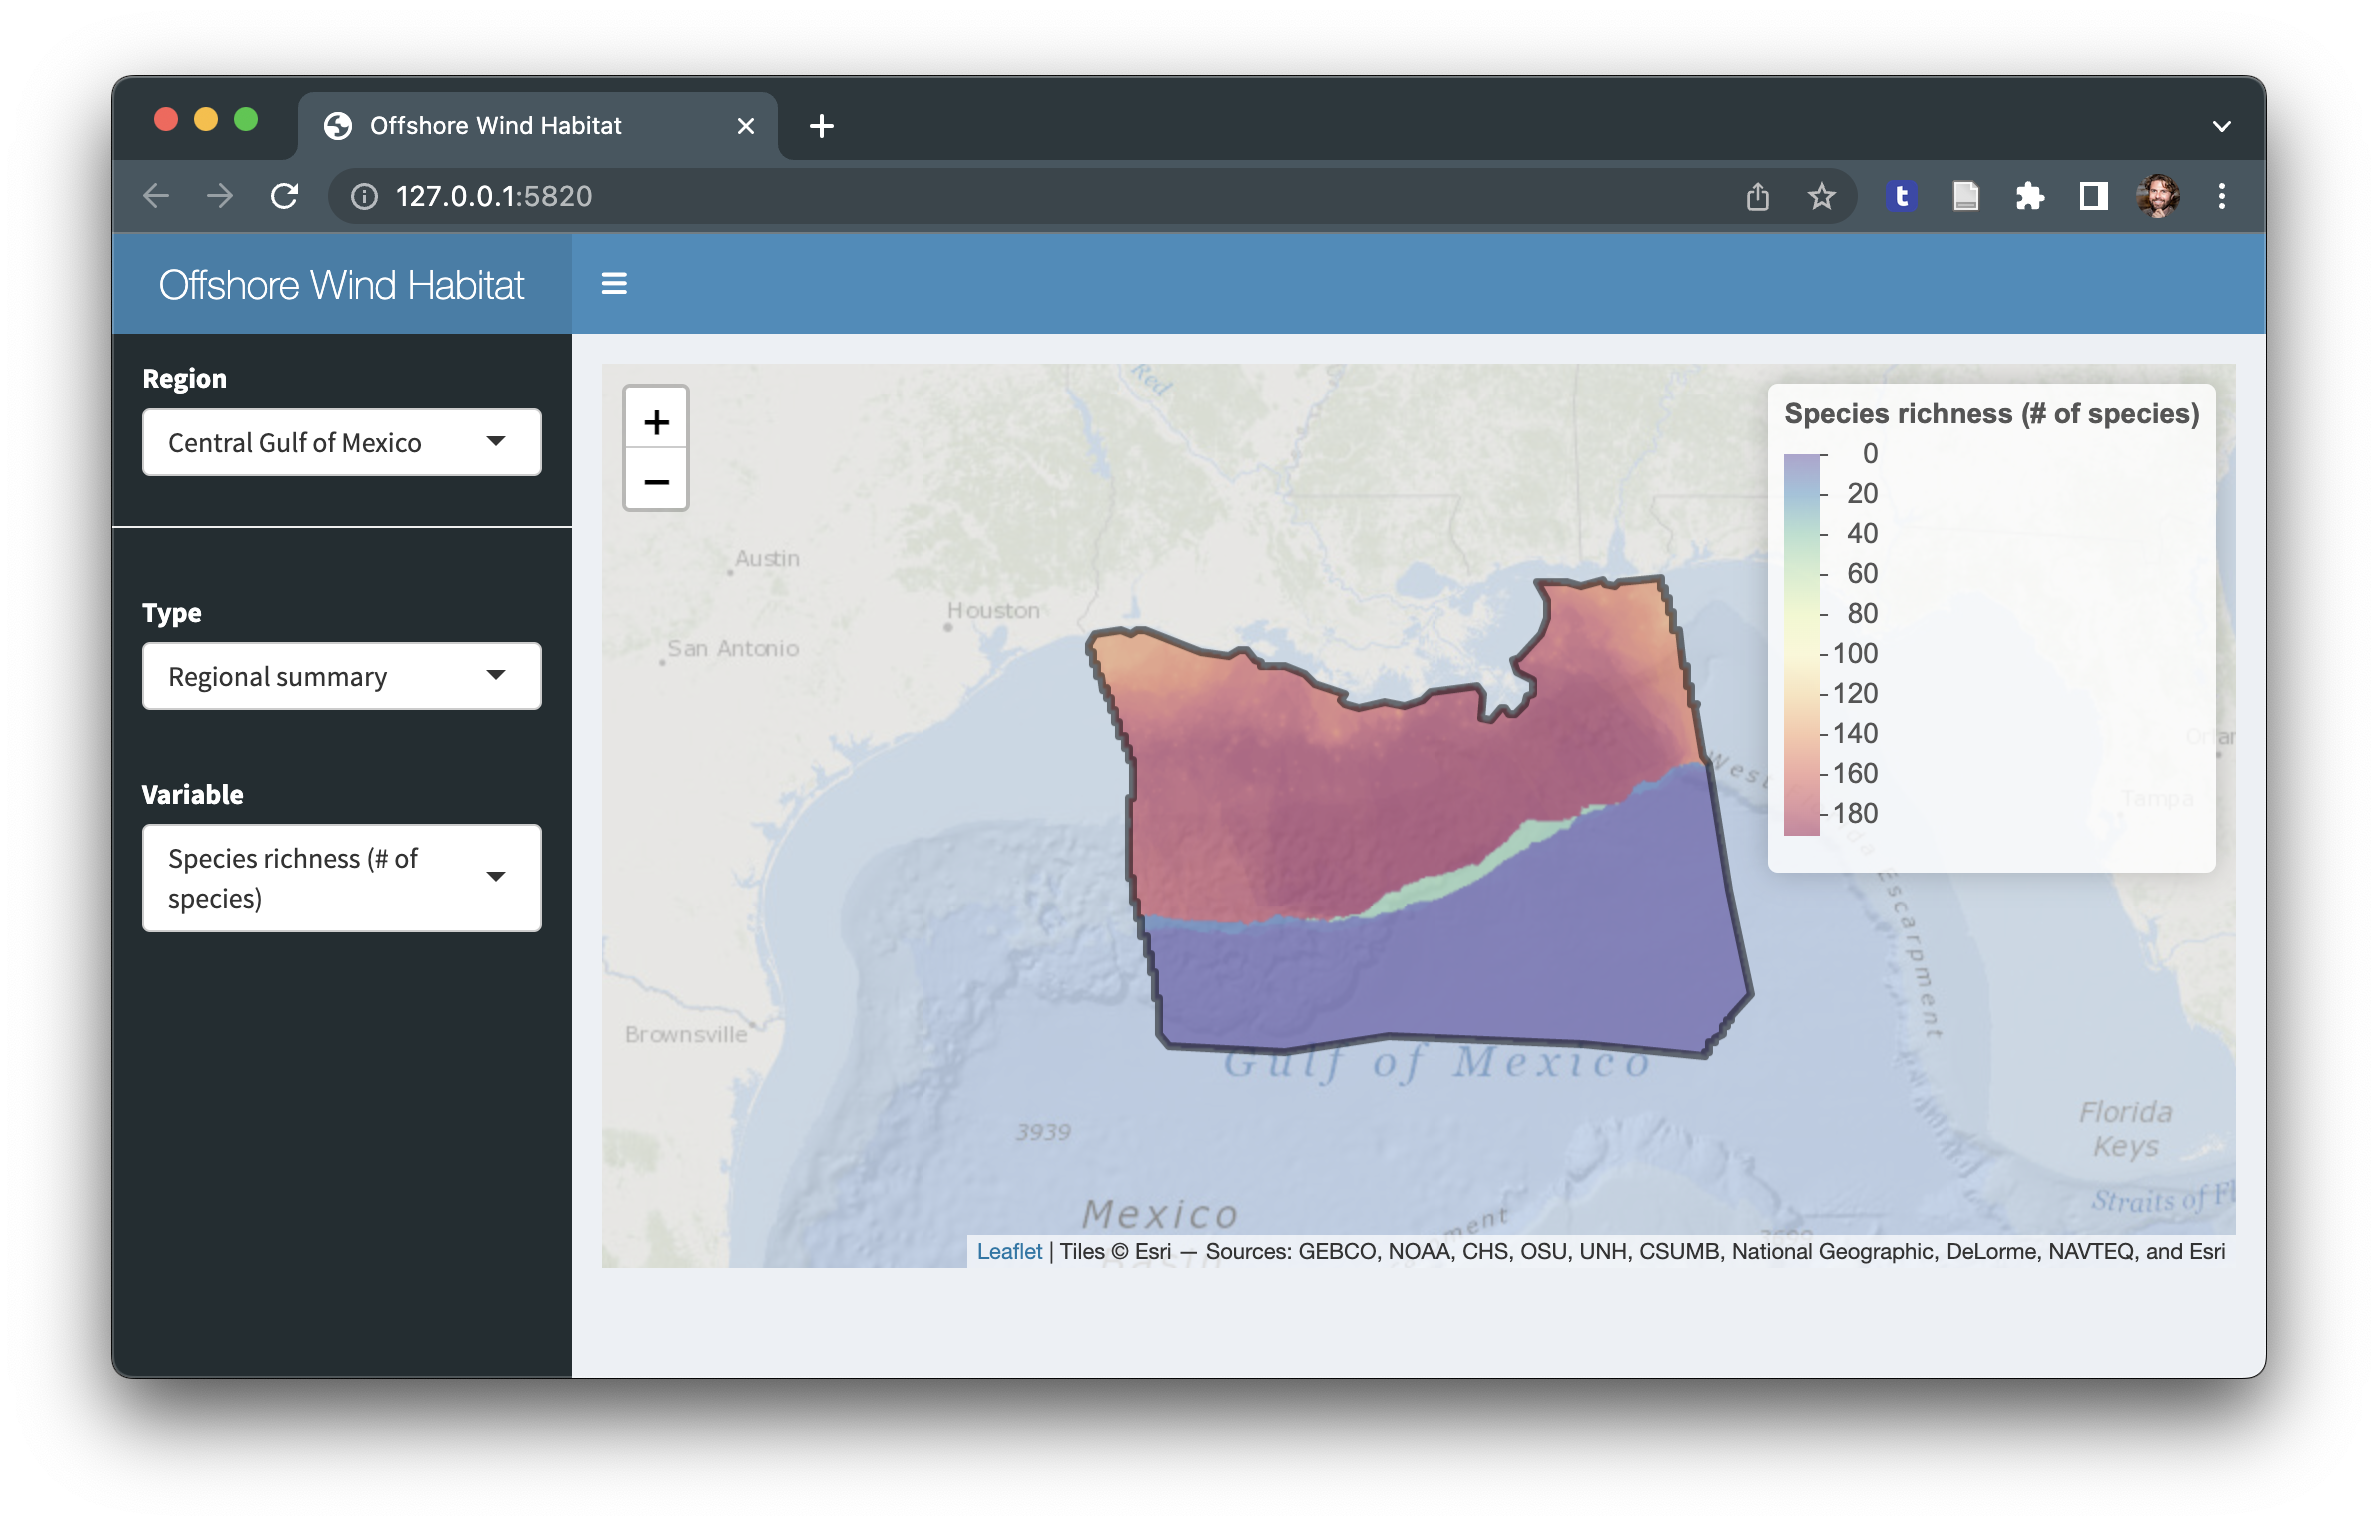 Offshore Wind Habitat
127.0.0.1:5820
t
Offshore Wind Habitat
Region
Central Gulf of Mexico
Type
Regional summary
Variable
Species richness (# of
species)
+
−
Red
Austin
Houston
San Antonio
Brownsville
West
Escarpment
Tampa
Gulf of Mexico
3939
Mexico
Basin
Florida
Keys
Straits of Fl
Species richness (# of species)
0
20
40
60
80
100
120
140
160
180
Leaflet | Tiles © Esri — Sources: GEBCO, NOAA, CHS, OSU, UNH, CSUMB, National Geographic, DeLorme, NAVTEQ, and Esri